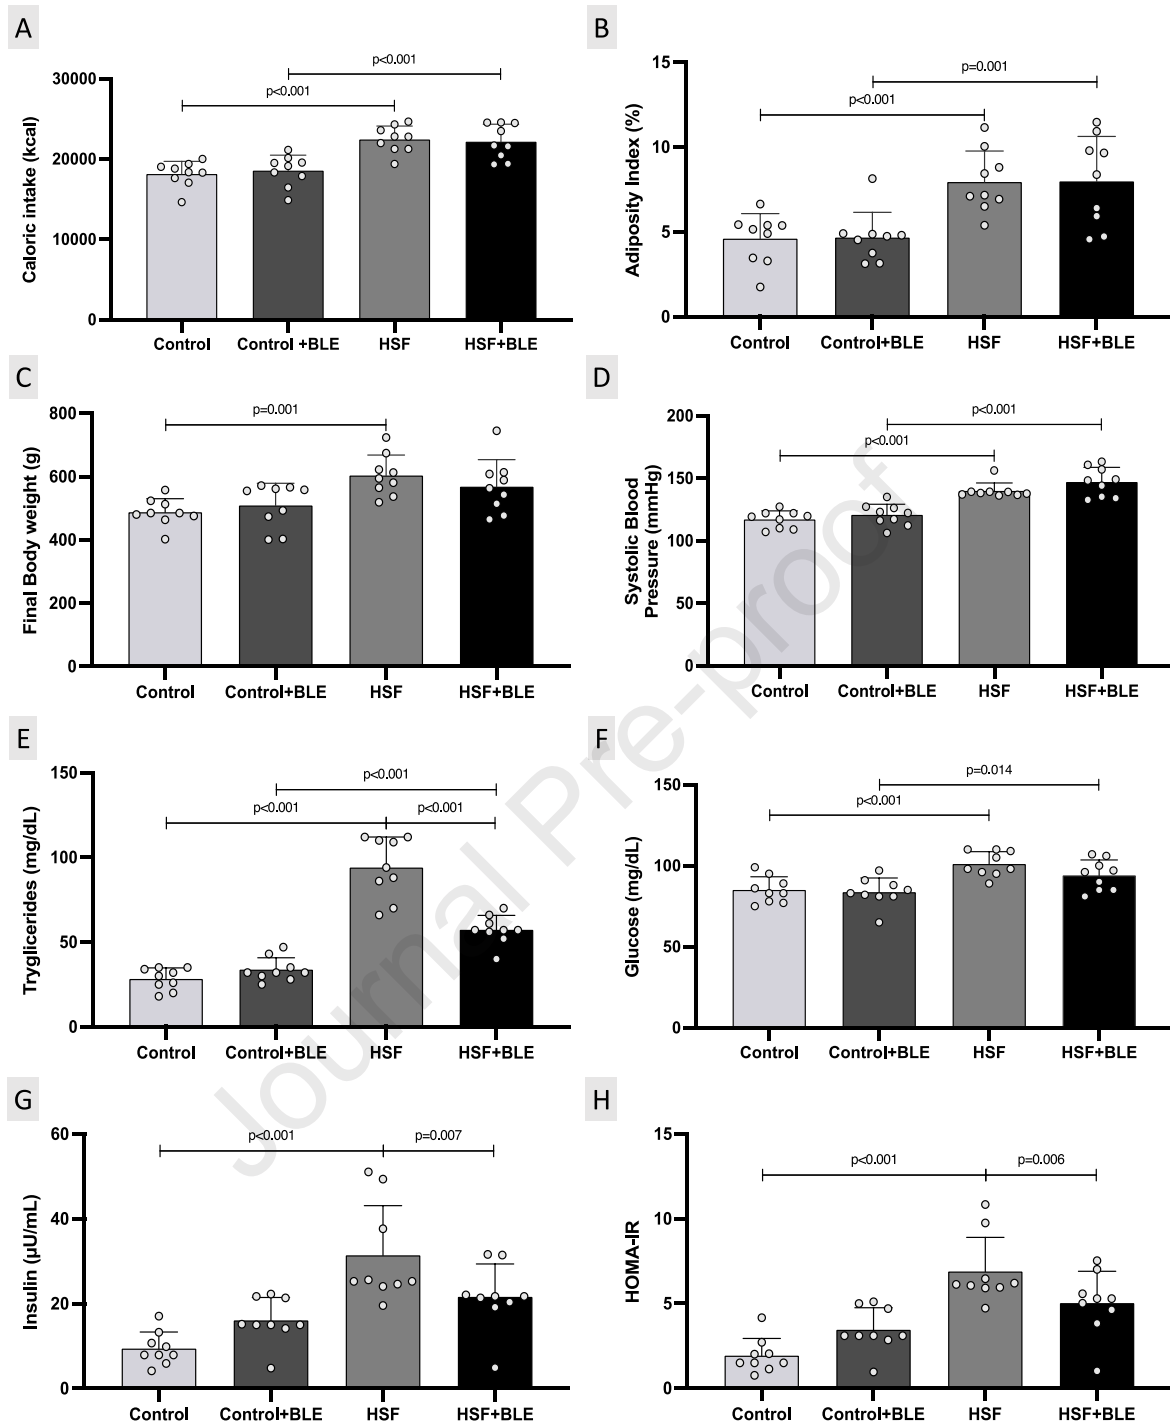 A
Caloric intake (kcal)
30000
20000
10000
0
p<0.001
p<0.001
Control
Control +BLE
HSF
HSF+BLE
B
Adiposity Index (%)
15
10
5
0
p=0.001
p<0.001
Control
Control+BLE
HSF
HSF+BLE
C
Final Body weight (g)
800
600
400
200
0
p=0.001
Control
Control+BLE
HSF
HSF+BLE
D
Systolic Blood
Pressure (mmHg)
200
150
100
50
0
p<0.001
p<0.001
Control
Control+BLE
HSF
HSF+BLE
E
Tryglicerides (mg/dL)
150
100
50
0
p<0.001
p<0.001
p<0.001
Control
Control+BLE
HSF
HSF+BLE
F
Glucose (mg/dL)
150
100
50
0
p=0.014
p<0.001
Control
Control+BLE
HSF
HSF+BLE
G
Insulin (µU/mL)
60
40
20
0
p<0.001
p=0.007
Control
Control+BLE
HSF
HSF+BLE
H
HOMA-IR
15
10
5
0
p<0.001
p=0.006
Control
Control+BLE
HSF
HSF+BLE
Journal Pre-proof